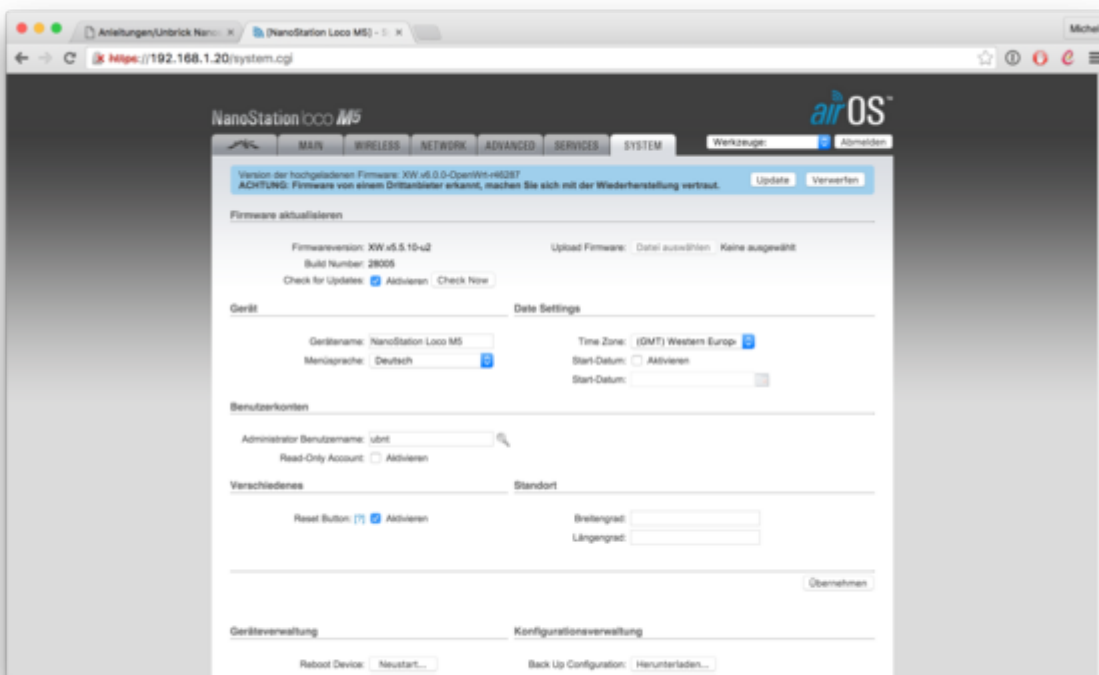 Anleitungen/Unbrick Nano
[NanoStation Loco M5] - S
Michel
https://192.168.1.20/system.cgi
NanoStation loco M5
airOS™
MAIN WIRELESS NETWORK ADVANCED SERVICES SYSTEM Werkzeuge: Abmelden
Version der hochgeladenen Firmware: XW.v6.0.0-OpenWrt-r46287
ACHTUNG: Firmware von einem Drittanbieter erkannt, machen Sie sich mit der Wiederherstellung vertraut.
Update Verwerfen
Firmware aktualisieren
Firmwareversion: XW.v5.5.10-u2 Upload Firmware: Datei auswählen Keine ausgewählt
Build Number: 28005
Check for Updates: Aktivieren Check Now
Gerät Date Settings
Gerätename: NanoStation Loco M5 Time Zone: (GMT) Western Europ
Menüsprache: Deutsch Start-Datum: Aktivieren
Start-Datum:
Benutzerkonten
Administrator Benutzername: ubnt
Read-Only Account: Aktivieren
Verschiedenes Standort
Reset Button: [?] Aktivieren Breitengrad:
Längengrad:
Übernehmen
Geräteverwaltung Konfigurationsverwaltung
Reboot Device: Neustart... Back Up Configuration: Herunterladen...